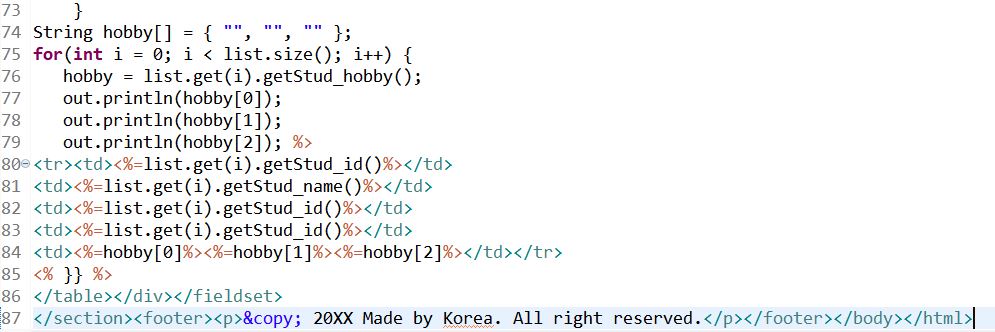 73     }
74 String hobby[] = { "", "", "" };
75 for(int i = 0; i < list.size(); i++) {
76    hobby = list.get(i).getStud_hobby();
77    out.println(hobby[0]);
78    out.println(hobby[1]);
79    out.println(hobby[2]); %>
80 <tr><td><%=list.get(i).getStud_id()%></td>
81 <td><%=list.get(i).getStud_name()%></td>
82 <td><%=list.get(i).getStud_id()%></td>
83 <td><%=list.get(i).getStud_id()%></td>
84 <td><%=hobby[0]%><%=hobby[1]%><%=hobby[2]%></td></tr>
85 <% }} %>
86 </table></div></fieldset>
87 </section><footer><p>&copy; 20XX Made by Korea. All right reserved.</p></footer></body></html>